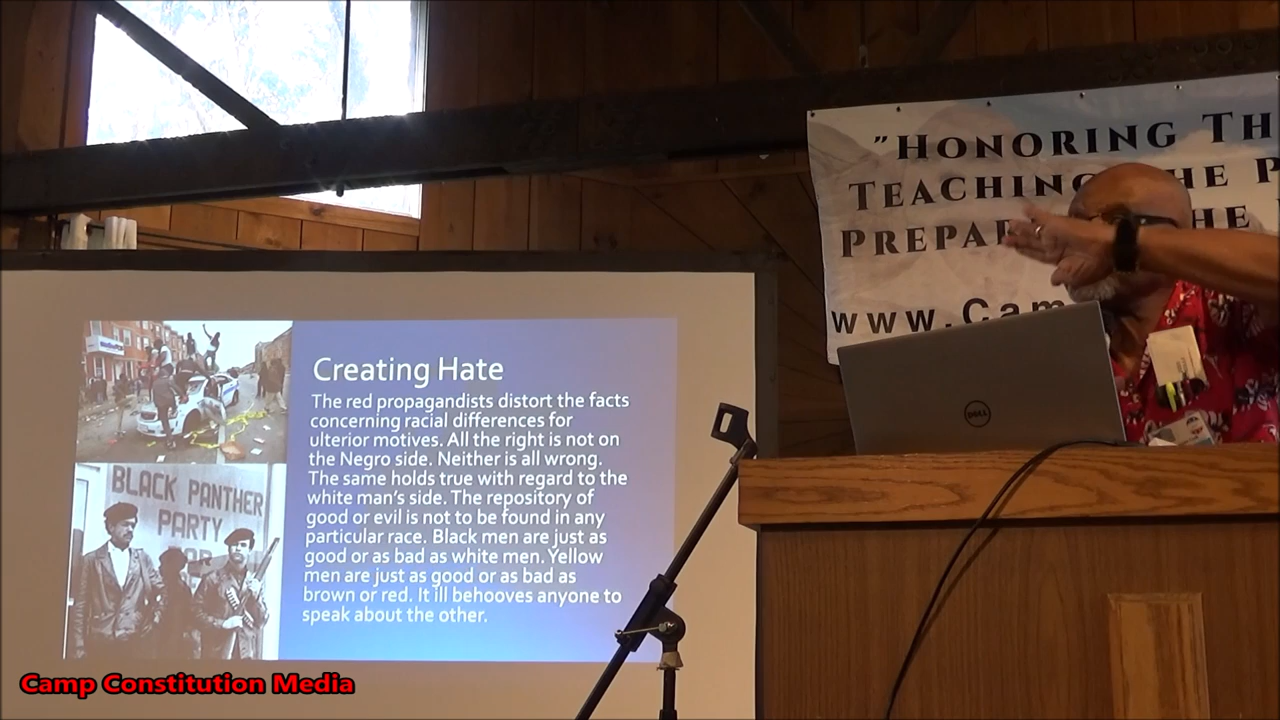 "HONORING TH
TEACHING THE P
PREPA HE
www.Cam
DELL
BLACK PANTHER
PARTY
Creating Hate
The red propagandists distort the facts
concerning racial differences for
ulterior motives. All the right is not on
the Negro side. Neither is all wrong.
The same holds true with regard to the
white man's side. The repository of
good or evil is not to be found in any
particular race. Black men are just as
good or as bad as white men. Yellow
men are just as good or as bad as
brown or red. It ill behooves anyone to
speak about the other.
Camp Constitution Media